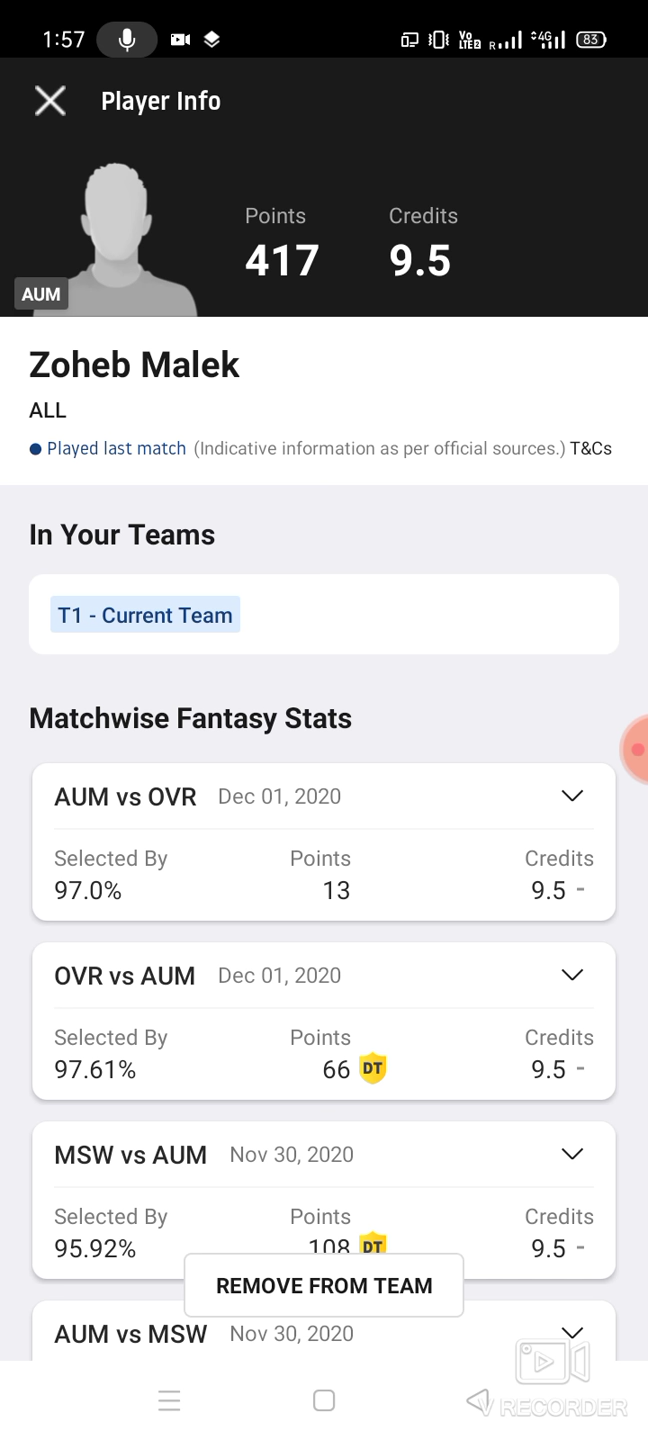 1:57 Vo LTE2 R 4G 83
Player Info
Points Credits
417 9.5
AUM
Zoheb Malek
ALL
Played last match (Indicative information as per official sources.) T&Cs
In Your Teams
T1 - Current Team
Matchwise Fantasy Stats
AUM vs OVR Dec 01, 2020
Selected By Points Credits
97.0% 13 9.5 -
OVR vs AUM Dec 01, 2020
Selected By Points Credits
97.61% 66 DT 9.5 -
MSW vs AUM Nov 30, 2020
Selected By Points Credits
95.92% 108 DT 9.5 -
REMOVE FROM TEAM
AUM vs MSW Nov 30, 2020
V RECORDER